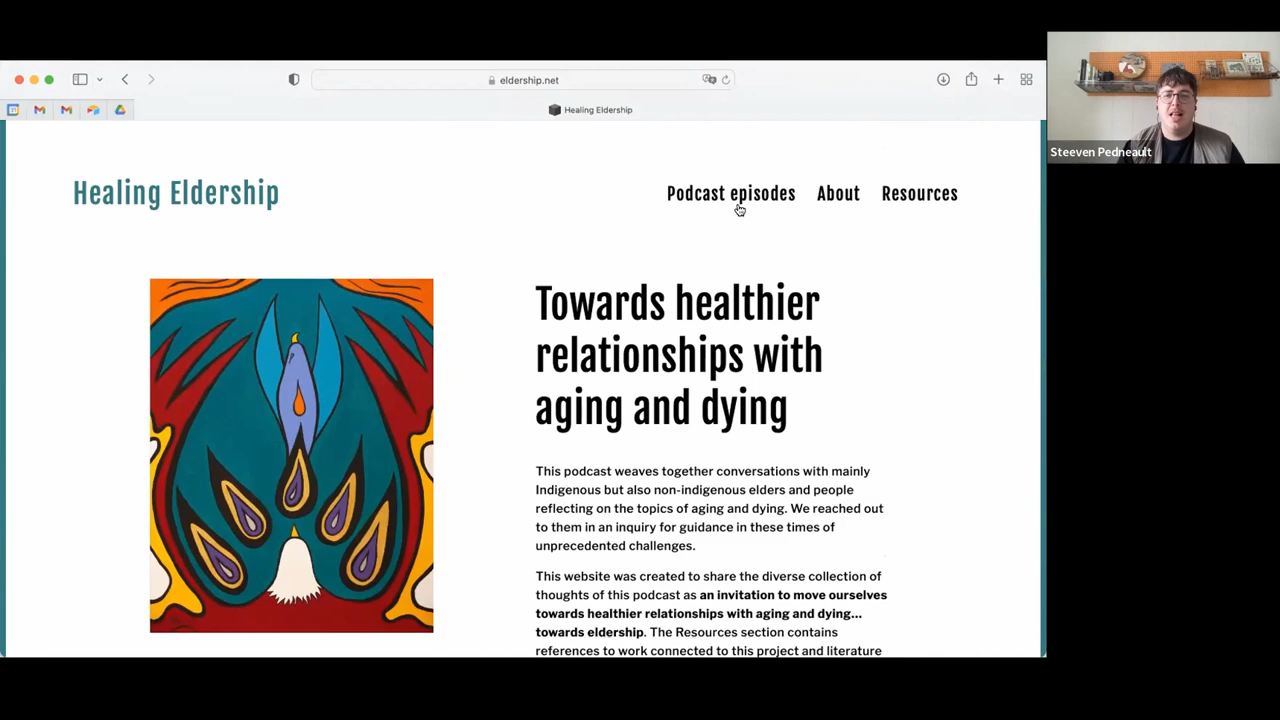 eldership.net
Healing Eldership
Steeven Pedneault
Healing Eldership
Podcast episodes
About
Resources
Towards healthier
relationships with
aging and dying
This podcast weaves together conversations with mainly
Indigenous but also non-indigenous elders and people
reflecting on the topics of aging and dying. We reached out
to them in an inquiry for guidance in these times of
unprecedented challenges.
This website was created to share the diverse collection of
thoughts of this podcast as an invitation to move ourselves
towards healthier relationships with aging and dying...
towards eldership. The Resources section contains
references to work connected to this project and literature